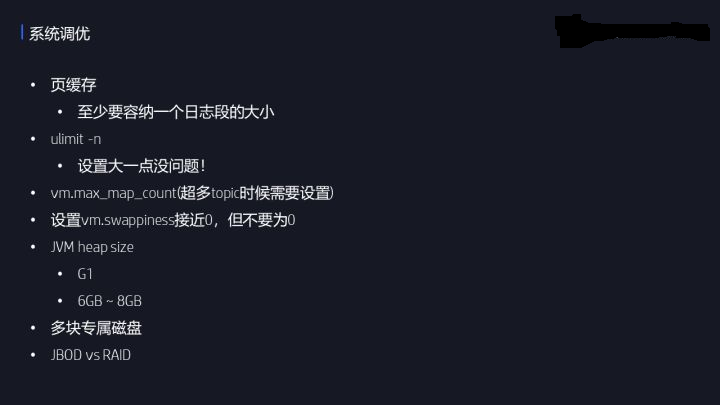 系统调优
• 页缓存
• 至少要容纳一个日志段的大小
• ulimit -n
• 设置大一点没问题！
• vm.max_map_count(超多topic时候需要设置)
• 设置vm.swappiness接近0，但不要为0
• JVM heap size
• G1
• 6GB ~ 8GB
• 多块专属磁盘
• JBOD vs RAID